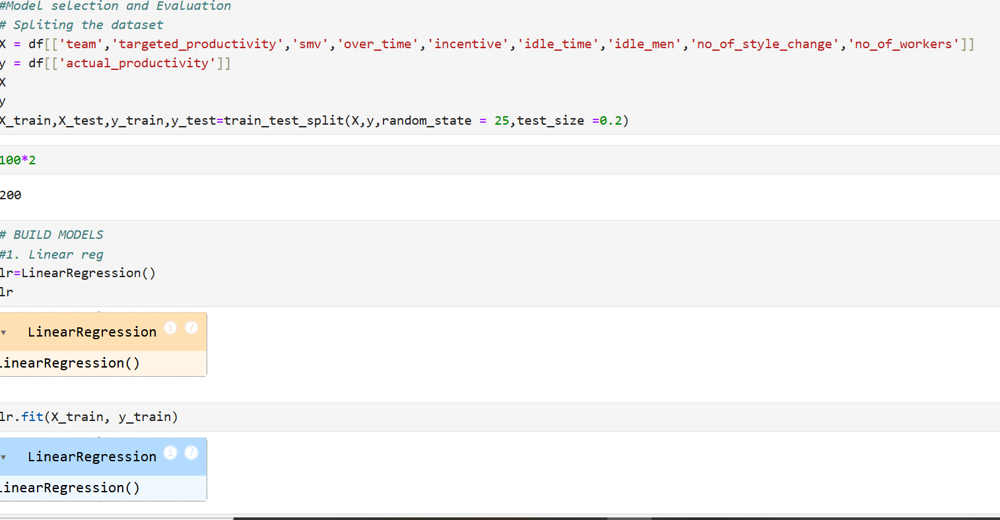 #Model selection and Evaluation
# Spliting the dataset
X = df[['team','targeted_productivity','smv','over_time','incentive','idle_time','idle_men','no_of_style_change','no_of_workers']]
y = df[['actual_productivity']]
X
y
X_train,X_test,y_train,y_test=train_test_split(X,y,random_state = 25,test_size =0.2)
100*2
200
# BUILD MODELS
#1. Linear reg
lr=LinearRegression()
lr
▾ LinearRegression i ?
LinearRegression()
lr.fit(X_train, y_train)
▾ LinearRegression i ?
LinearRegression()